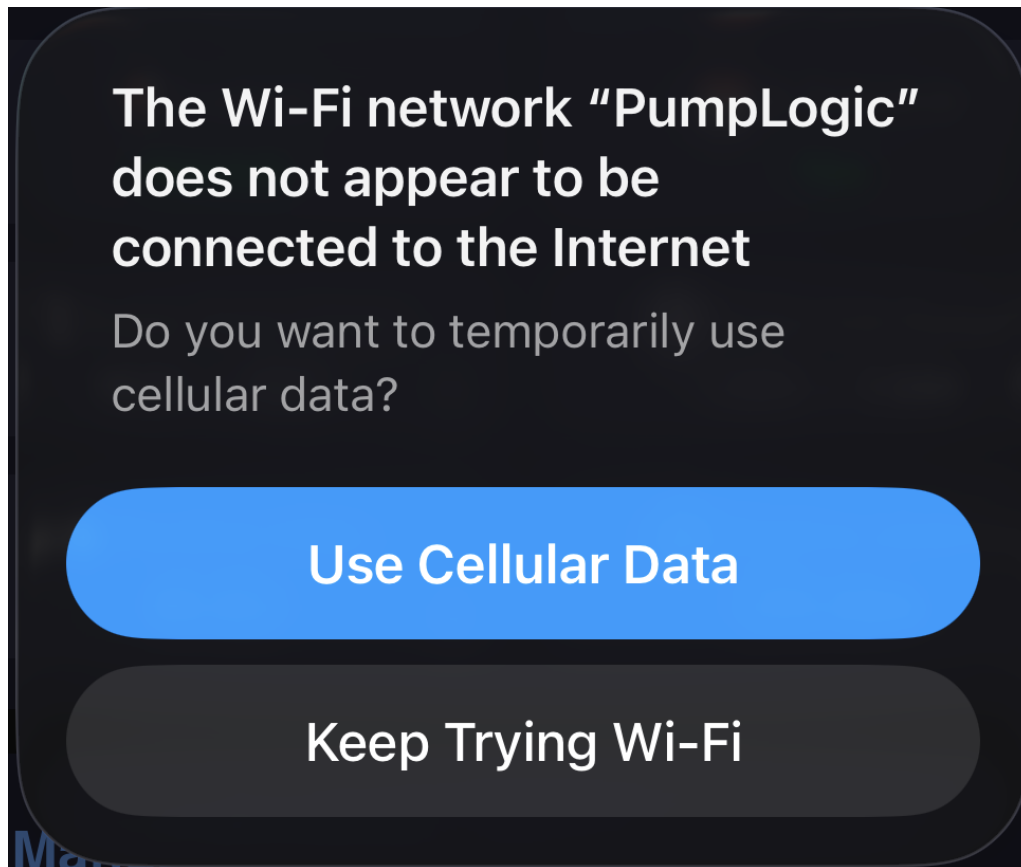 The Wi-Fi network “PumpLogic”
does not appear to be
connected to the Internet
Do you want to temporarily use
cellular data?
Use Cellular Data
Keep Trying Wi-Fi